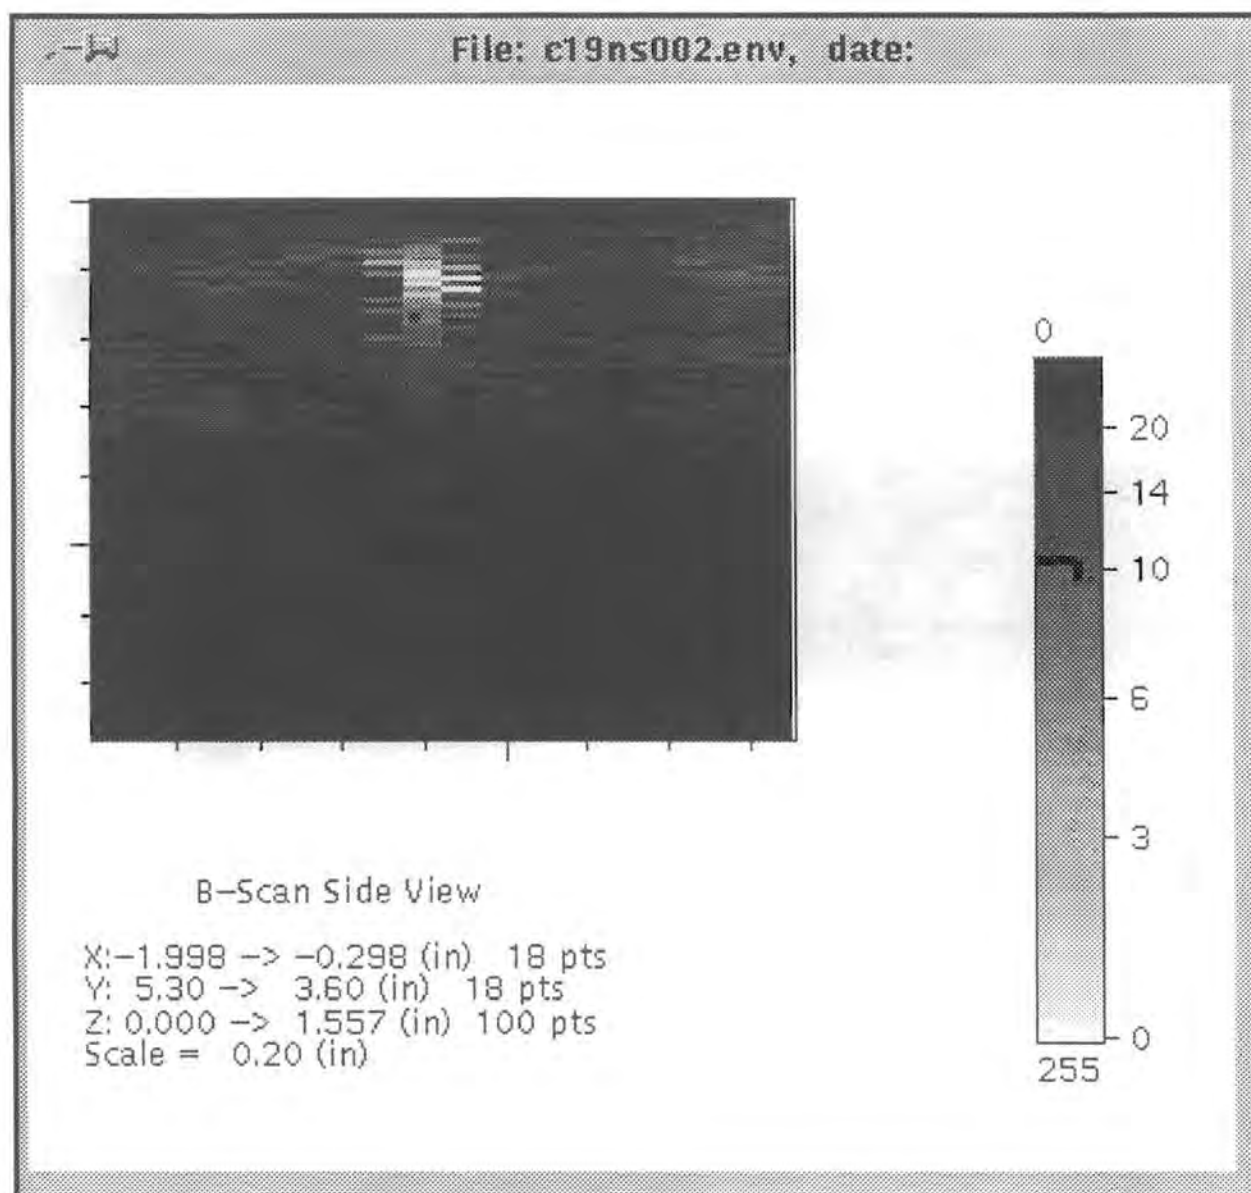 File: c19ns002.env, date:
0
20
14
10
6
3
0
255
B-Scan Side View
X:-1.998 -> -0.298 (in) 18 pts
Y: 5.30 -> 3.60 (in) 18 pts
Z: 0.000 -> 1.557 (in) 100 pts
Scale = 0.20 (in)